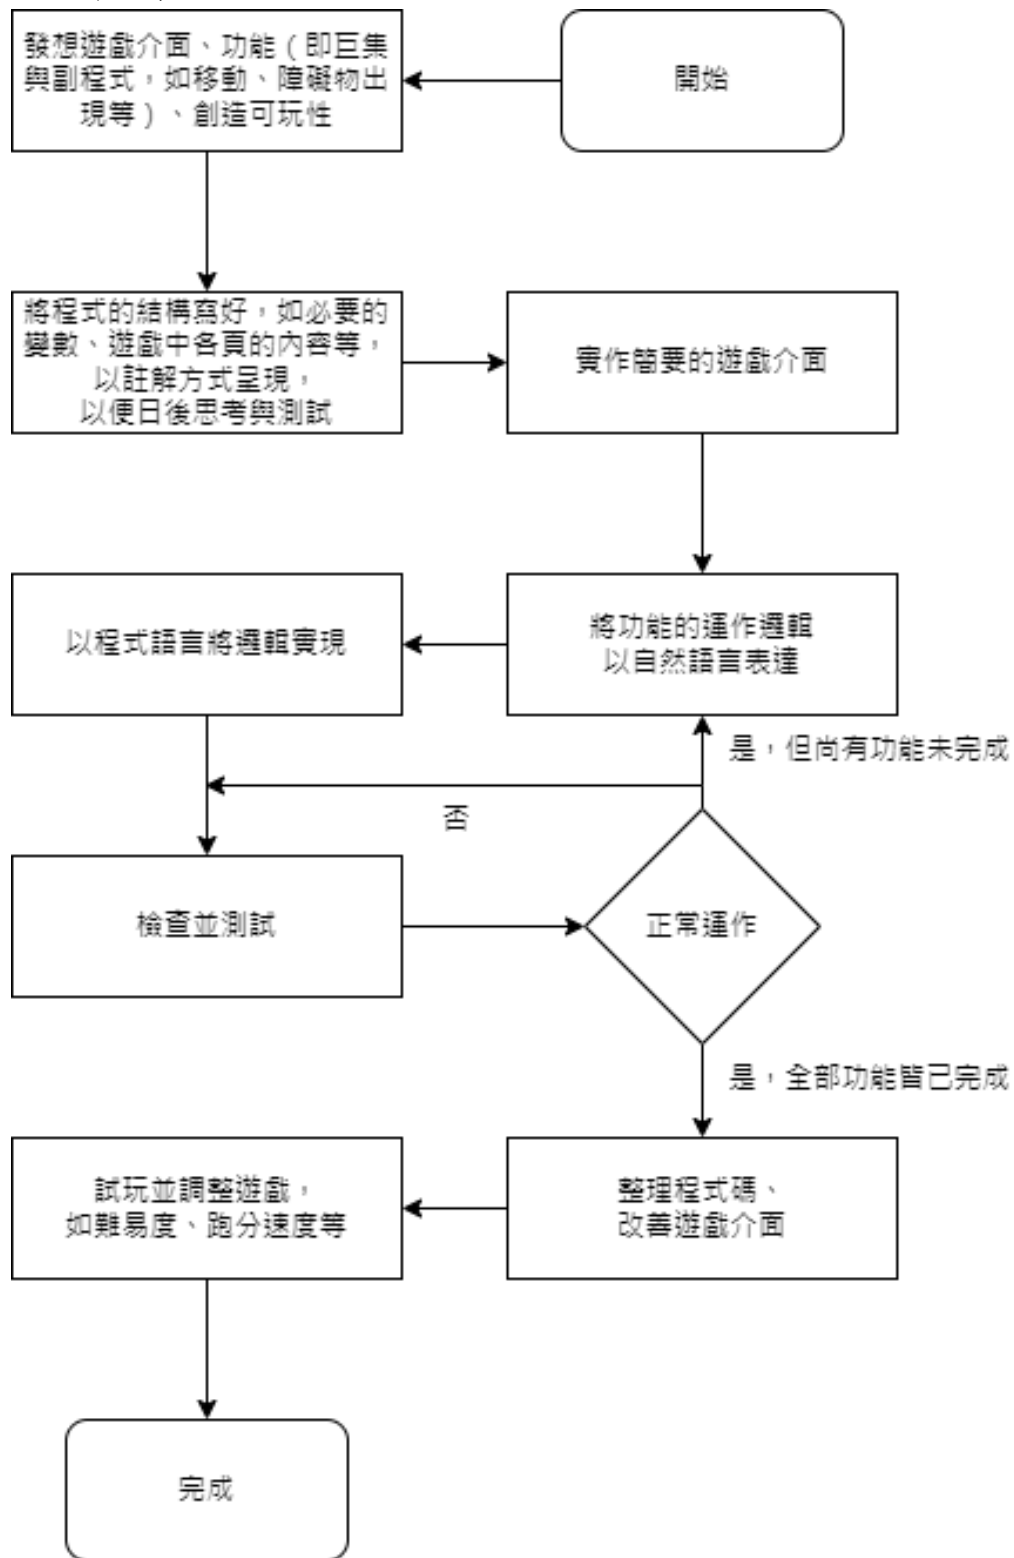 開始
發想遊戲介面、功能（即巨集
與副程式，如移動、障礙物出
現等）、創造可玩性
將程式的結構寫好，如必要的
變數、遊戲中各頁的內容等，
以註解方式呈現，
以便日後思考與測試
實作簡要的遊戲介面
將功能的運作邏輯
以自然語言表達
以程式語言將邏輯實現
是，但尚有功能未完成
否
檢查並測試
正常運作
是，全部功能皆已完成
整理程式碼、
改善遊戲介面
試玩並調整遊戲，
如難易度、跑分速度等
完成